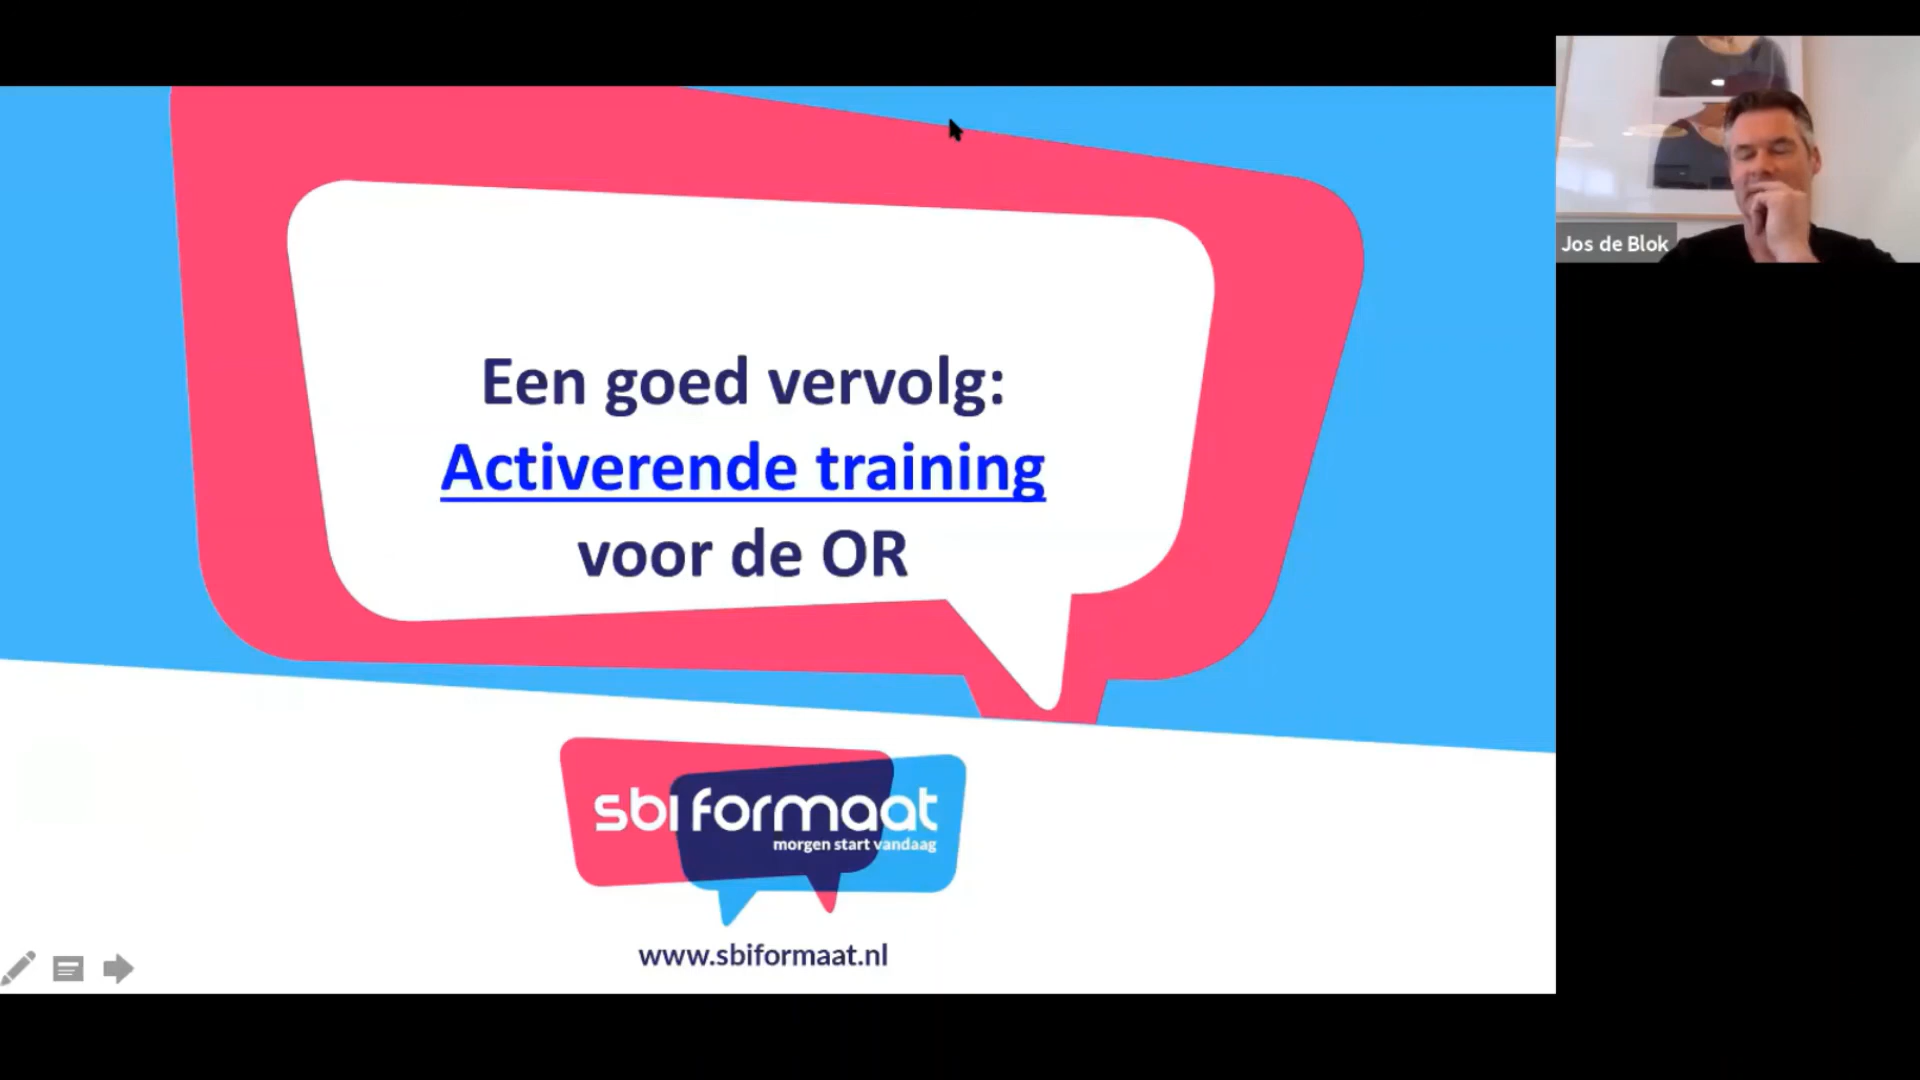 Een goed vervolg:
Activerende training
voor de OR
sbi formaat
morgen start vandaag
www.sbiformaat.nl
Jos de Blok